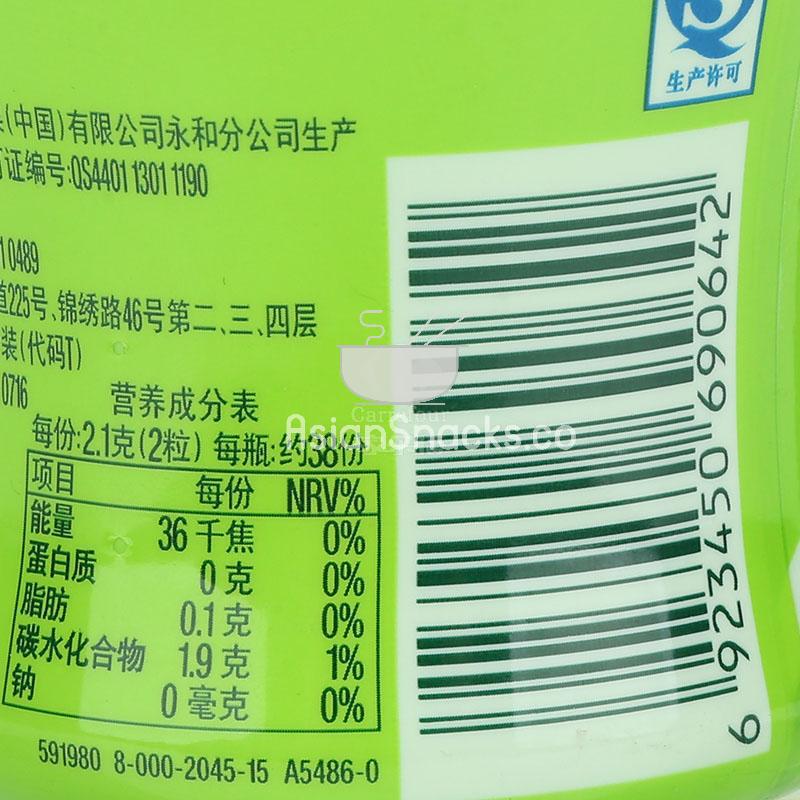 生产许可
(中国)有限公司永和分公司生产
证编号:QS4401 1301 1190
10489
道225号、锦绣路46号第二、三、四层
装(代码T)
0716
营养成分表
每份:2.1克(2粒) 每瓶:约38份
项目 每份 NRV%
能量 36 千焦 0%
蛋白质 0 克 0%
脂肪 0.1 克 0%
碳水化合物 1.9 克 1%
钠 0 毫克 0%
591980 8-000-2045-15 A5486-0
6 923450 690642
Carrefour
AsianSnacks.co